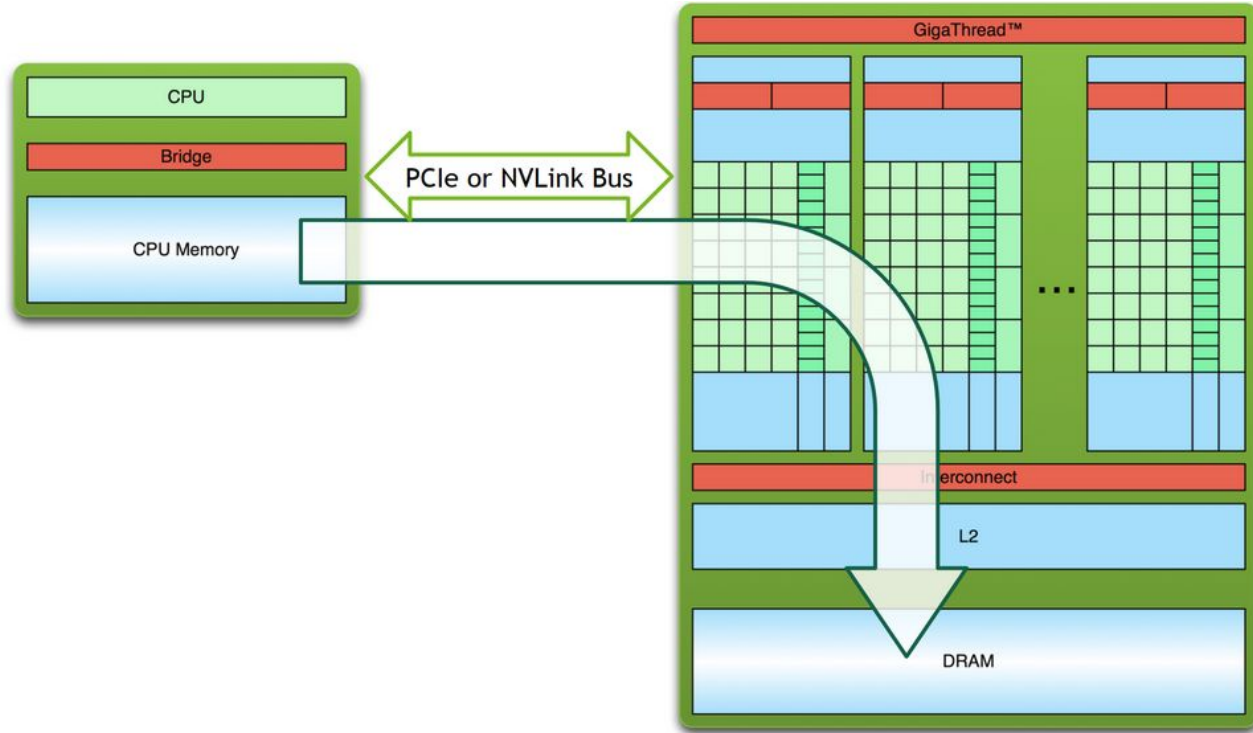 GigaThread™
CPU
Bridge
PCIe or NVLink Bus
CPU Memory
...
Interconnect
L2
DRAM